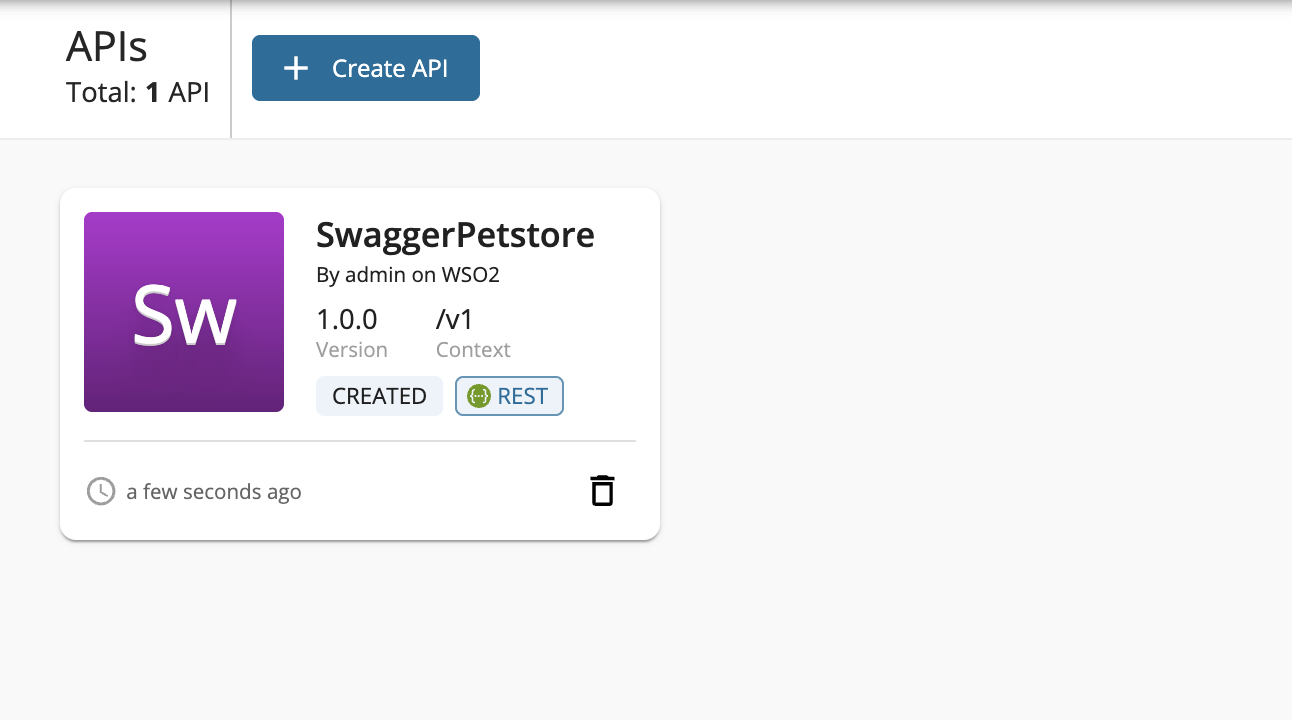 APIs
Total: 1 API
Create API
Sw
SwaggerPetstore
By admin on WSO2
1.0.0 /v1
Version Context
CREATED {···} REST
a few seconds ago